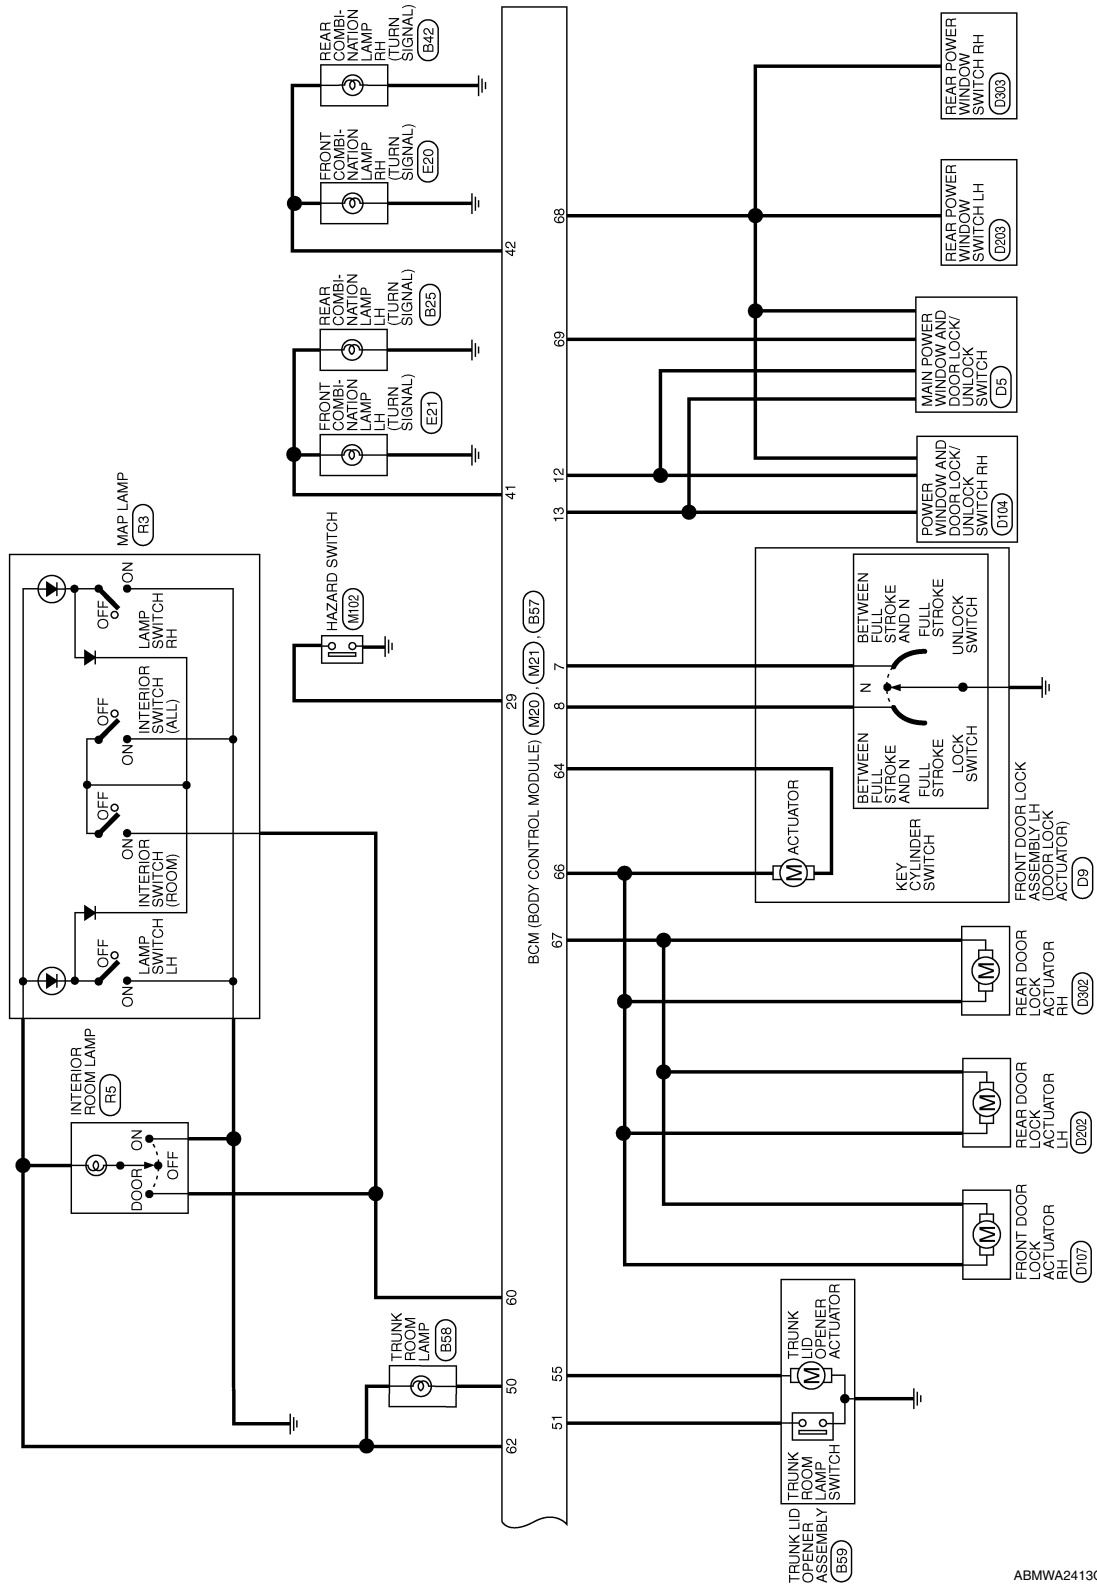 MAP LAMP
R3
OFF
ON
LAMP
SWITCH
RH
OFF
ON
INTERIOR
SWITCH
(ALL)
OFF
ON
INTERIOR
SWITCH
(ROOM)
OFF
ON
LAMP
SWITCH
LH
INTERIOR
ROOM LAMP
R5
DOOR
OFF
ON
TRUNK
ROOM
LAMP
B58
HAZARD SWITCH
M102
FRONT
COMBI-
NATION
LAMP
LH
(TURN
SIGNAL)
E21
REAR
COMBI-
NATION
LAMP
LH
(TURN
SIGNAL)
B25
FRONT
COMBI-
NATION
LAMP
RH
(TURN
SIGNAL)
E20
REAR
COMBI-
NATION
LAMP
RH
(TURN
SIGNAL)
B42
62
50
60
29
41
42
BCM (BODY CONTROL MODULE) M20 , M21 , B57
51
55
67
66
64
8
7
13
12
69
68
TRUNK LID
OPENER
ASSEMBLY
B59
TRUNK
ROOM
LAMP
SWITCH
TRUNK
LID
OPENER
ACTUATOR
M
M
FRONT DOOR
LOCK
ACTUATOR
RH
D107
M
REAR DOOR
LOCK
ACTUATOR
LH
D202
M
REAR DOOR
LOCK
ACTUATOR
RH
D302
M
ACTUATOR
KEY
CYLINDER
SWITCH
BETWEEN
FULL
STROKE
AND N
FULL
STROKE
LOCK
SWITCH
N
BETWEEN
FULL
STROKE
AND N
FULL
STROKE
UNLOCK
SWITCH
FRONT DOOR LOCK
ASSEMBLY LH
(DOOR LOCK
ACTUATOR)
D9
POWER
WINDOW AND
DOOR LOCK/
UNLOCK
SWITCH RH
D104
MAIN POWER
WINDOW AND
DOOR LOCK/
UNLOCK
SWITCH
D5
REAR POWER
WINDOW
SWITCH LH
D203
REAR POWER
WINDOW
SWITCH RH
D303